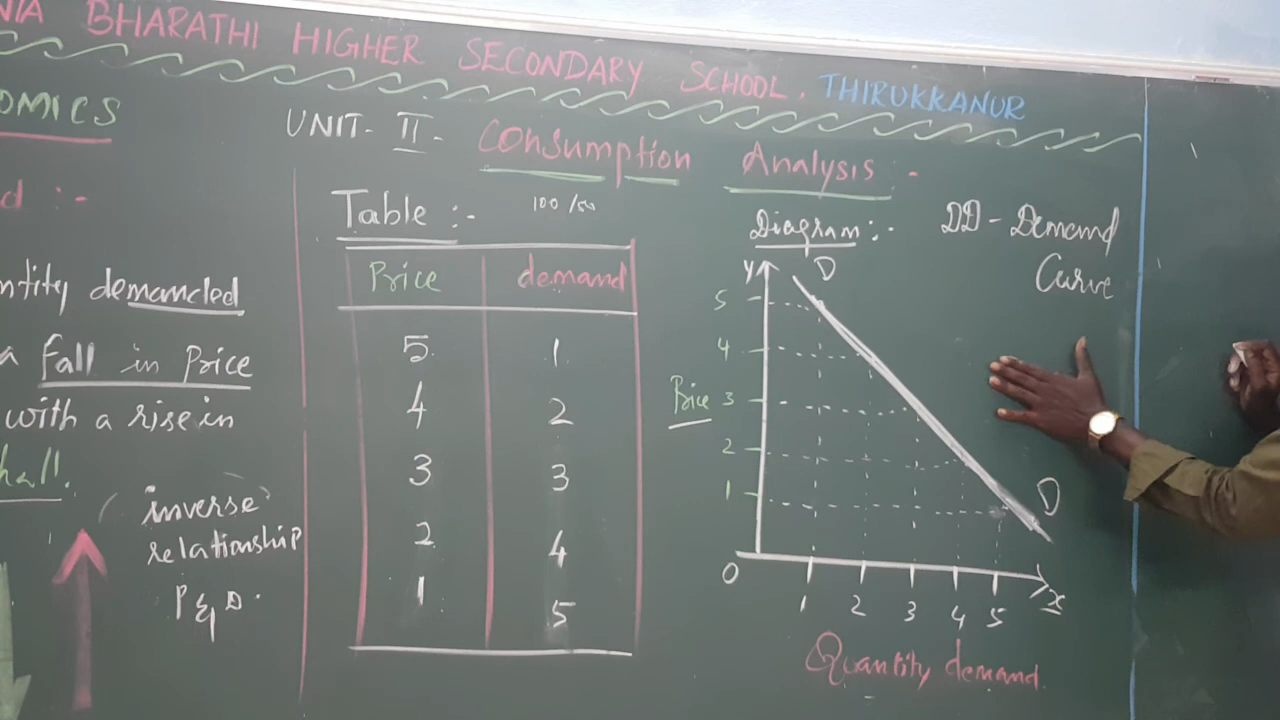 NIA BHARATHI HIGHER SECONDARY SCHOOL. THIRUKKANUR
OMICS
UNIT- II - Consumption Analysis :-
d :-
ntity demanded
a fall in Price
with a rise in
hall.
inverse
relationship
P & D.
Table :-
100/50
Price demand
5 1
4 2
3 3
2 4
1 5
Diagram :-
DD - Demand
Curve
Y
D
5
4
Price 3
2
1
D
O
1 2 3 4 5 X
Quantity demand